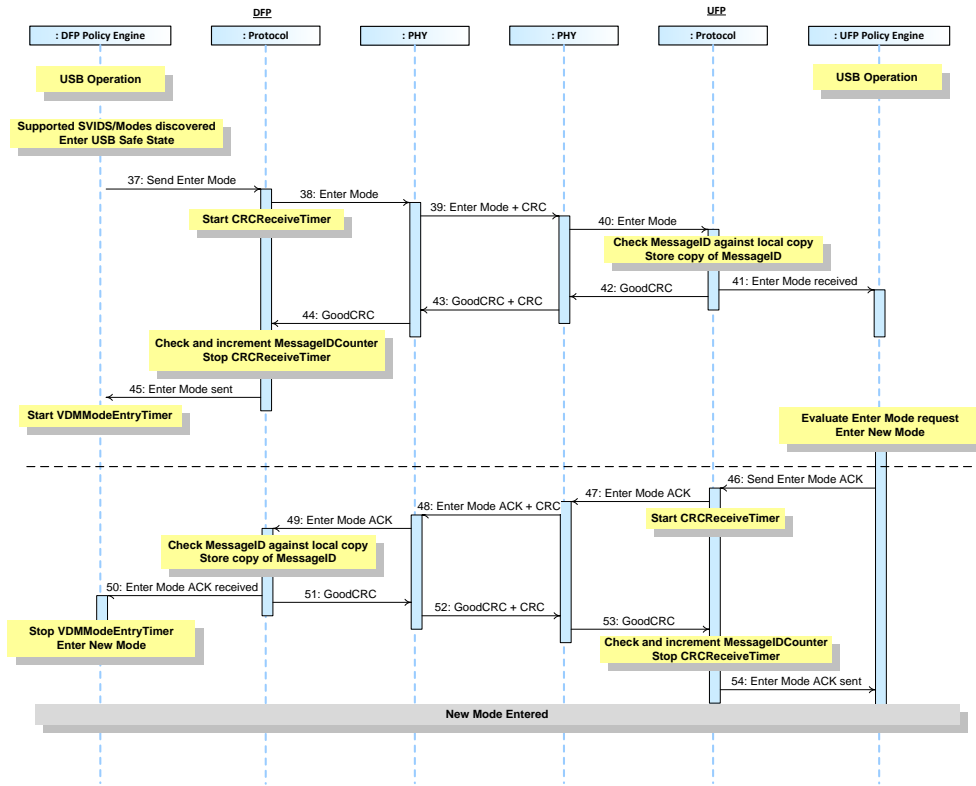 DFP
UFP
: DFP Policy Engine
: Protocol
: PHY
: PHY
: Protocol
: UFP Policy Engine
USB Operation
USB Operation
Supported SVIDS/Modes discovered
Enter USB Safe State
37: Send Enter Mode
38: Enter Mode
39: Enter Mode + CRC
Start CRCReceiveTimer
40: Enter Mode
Check MessageID against local copy
Store copy of MessageID
41: Enter Mode received
42: GoodCRC
43: GoodCRC + CRC
44: GoodCRC
Check and increment MessageIDCounter
Stop CRCReceiveTimer
45: Enter Mode sent
Start VDMModeEntryTimer
Evaluate Enter Mode request
Enter New Mode
46: Send Enter Mode ACK
47: Enter Mode ACK
48: Enter Mode ACK + CRC
Start CRCReceiveTimer
49: Enter Mode ACK
Check MessageID against local copy
Store copy of MessageID
50: Enter Mode ACK received
51: GoodCRC
52: GoodCRC + CRC
53: GoodCRC
Stop VDMModeEntryTimer
Enter New Mode
Check and increment MessageIDCounter
Stop CRCReceiveTimer
54: Enter Mode ACK sent
New Mode Entered